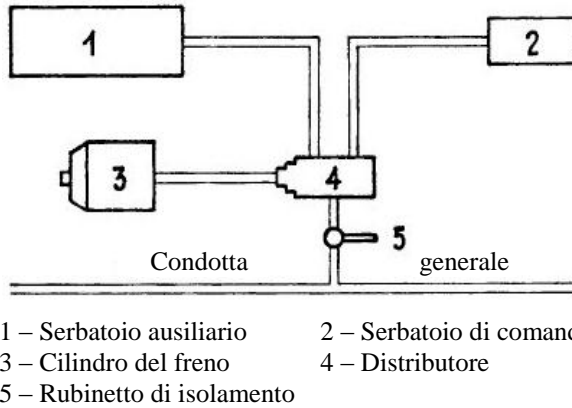 1
2
3
4
5
Condotta generale
1 – Serbatoio ausiliario 2 – Serbatoio di comand
3 – Cilindro del freno 4 – Distributore
5 – Rubinetto di isolamento